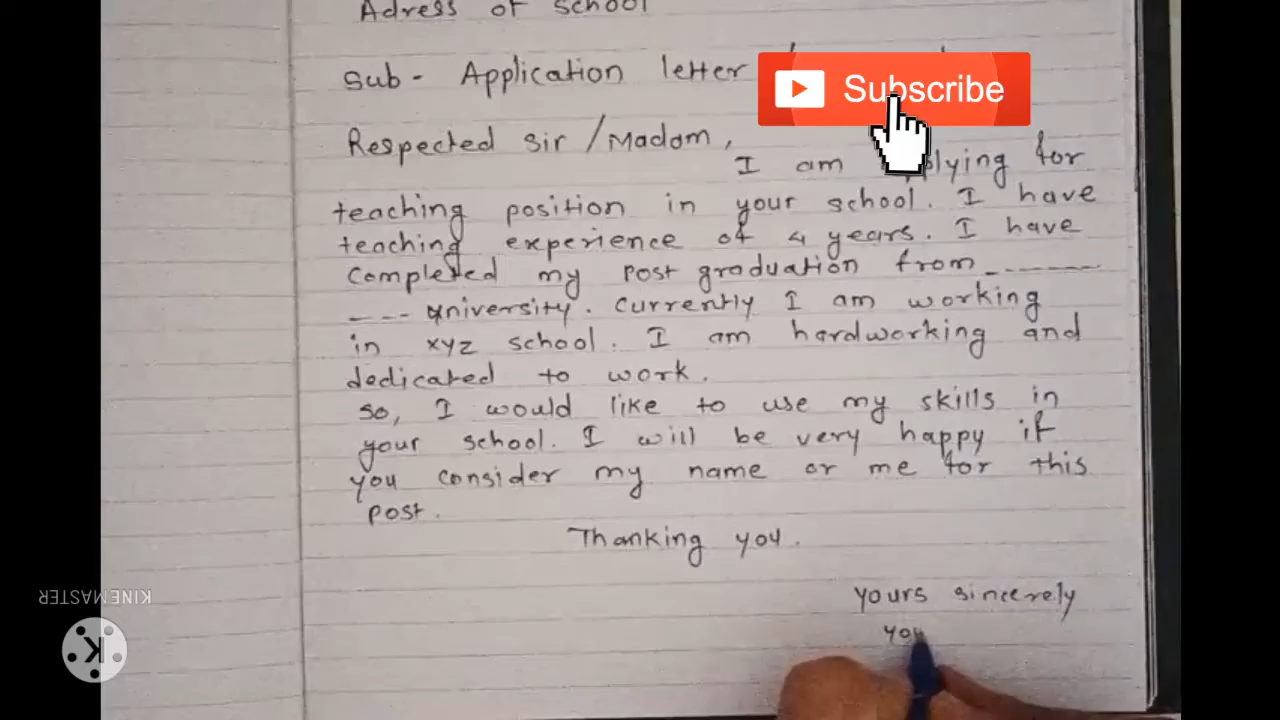 Adress of school
Sub - Application letter
Subscribe
Respected Sir / Madam,
I am applying for
teaching position in your school. I have
teaching experience of 4 years. I have
completed my post graduation from _ _ _ _ _ _
_ _ _ university. Currently I am working
in xyz school. I am hardworking and
dedicated to work.
So, I would like to use my skills in
your school. I will be very happy if
you consider my name or me for this
post.
Thanking you.
yours sincerely
you
KINEMASTER